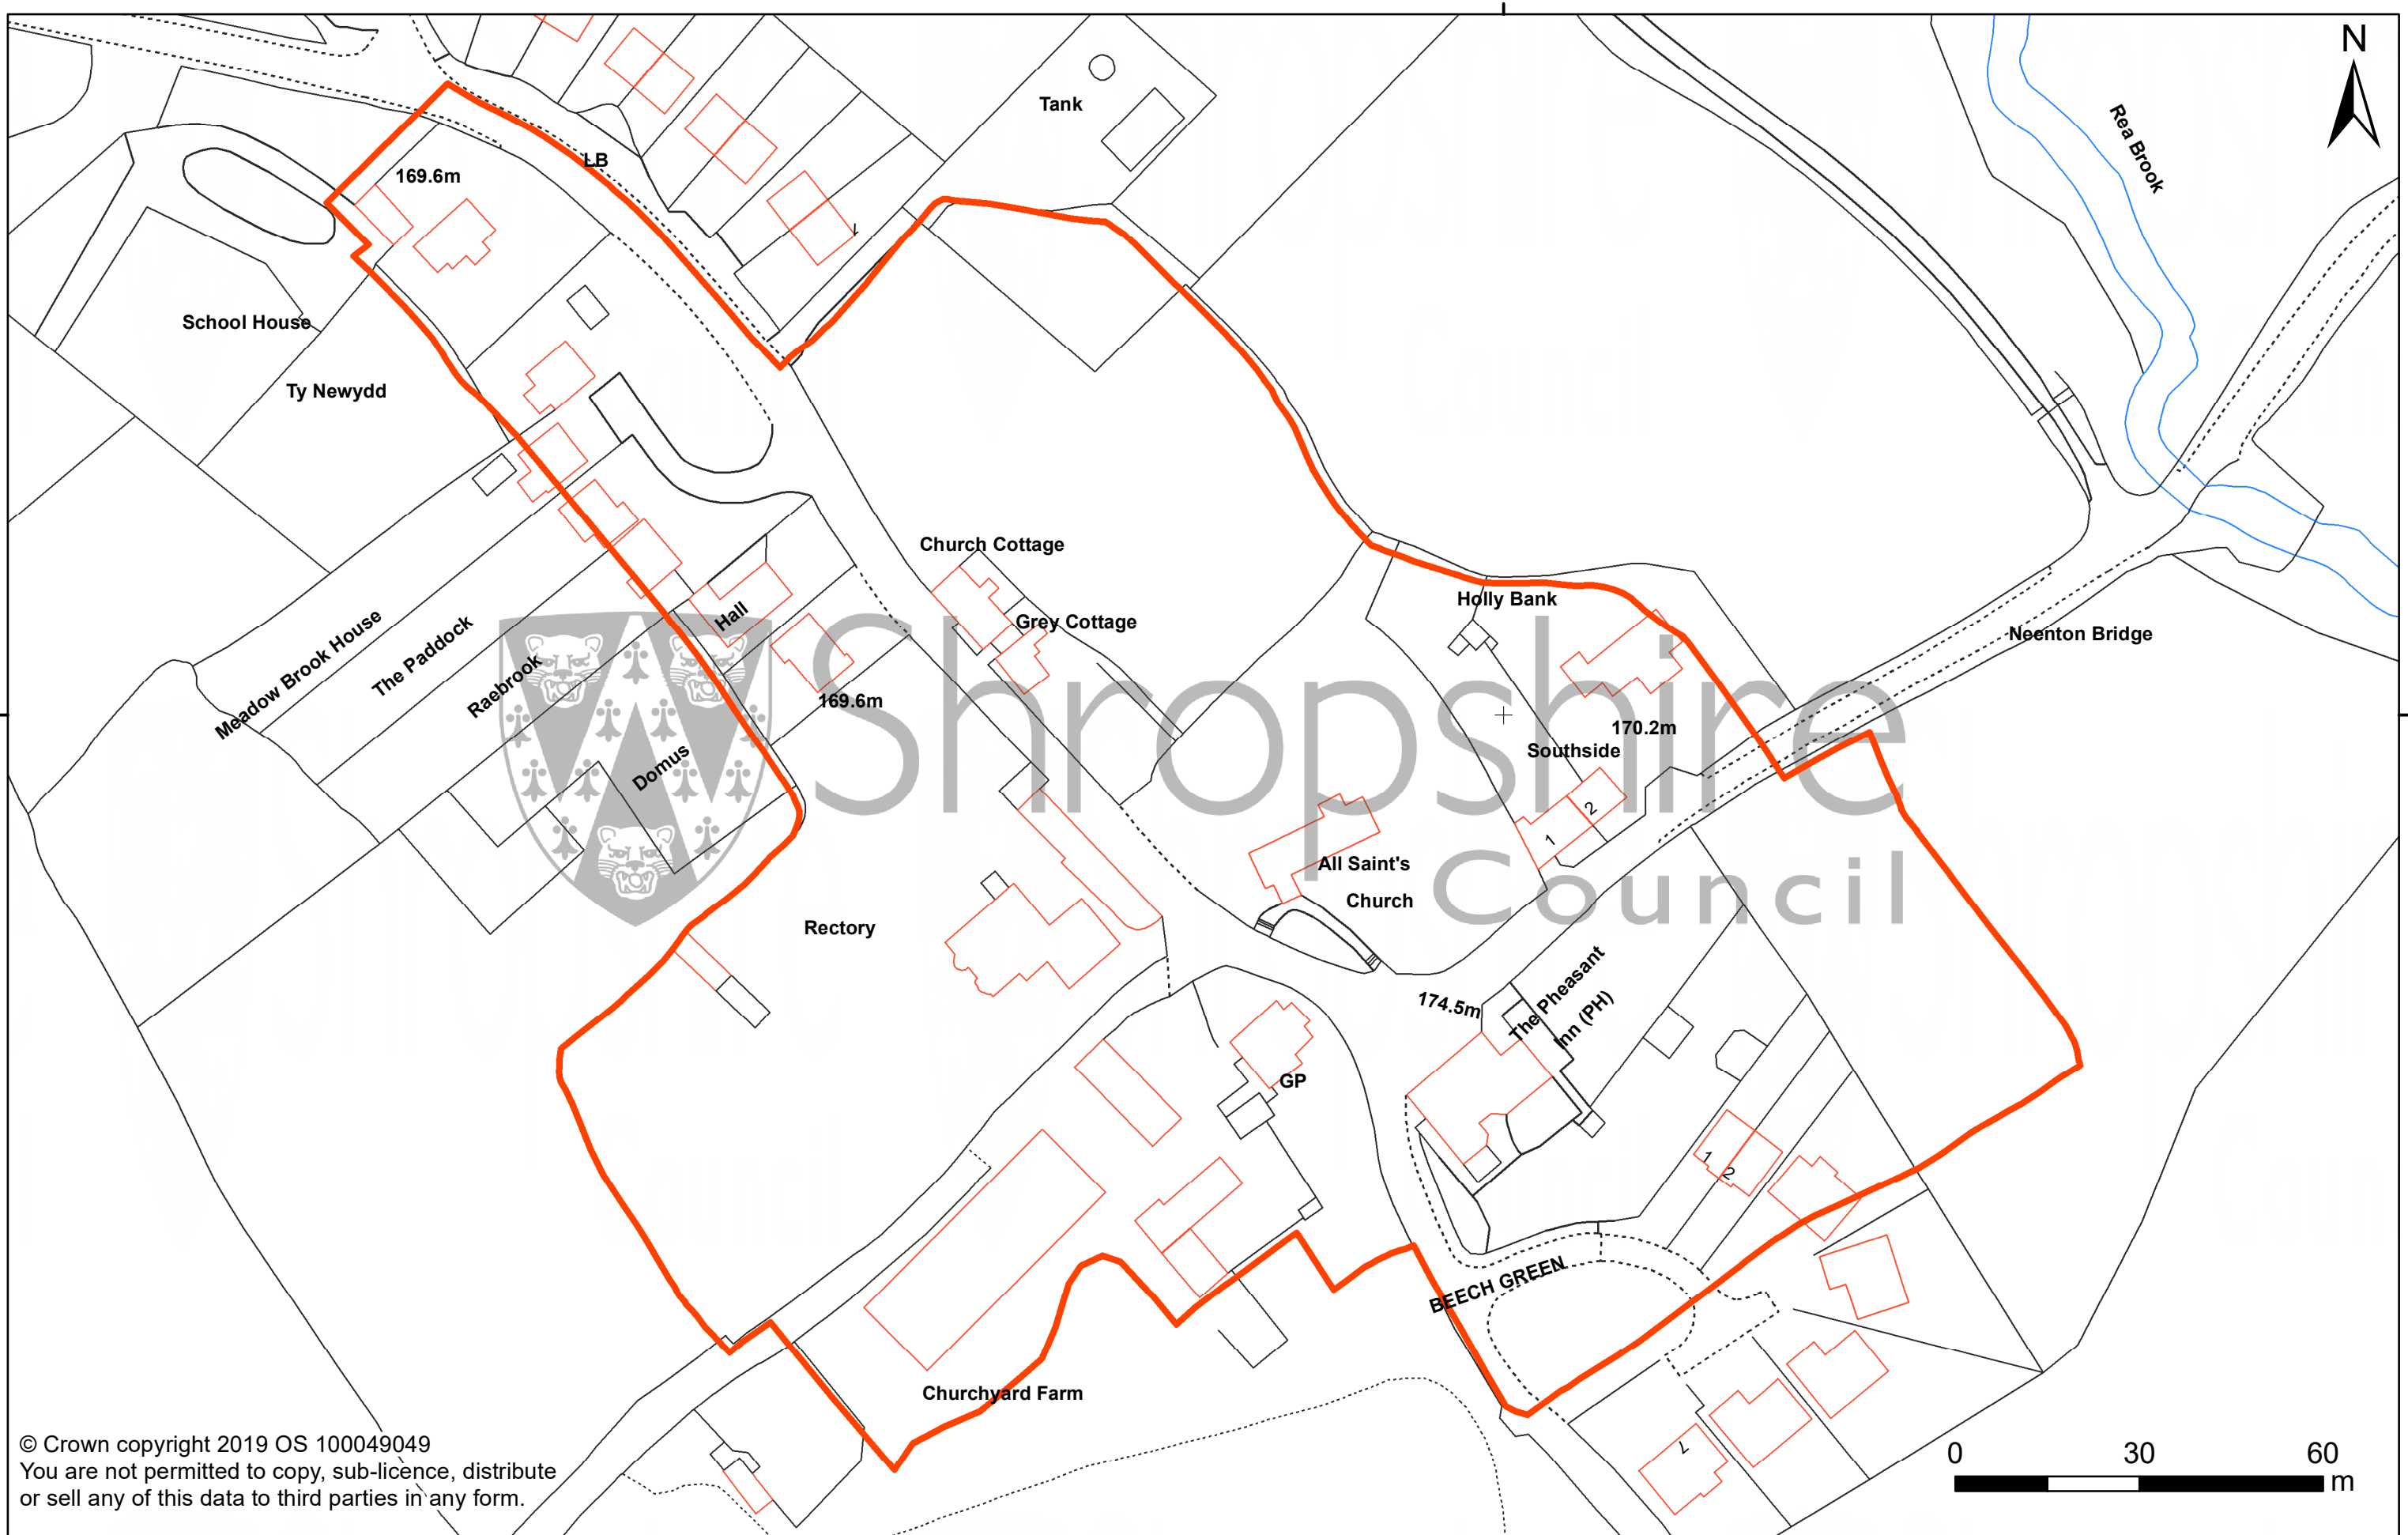 N
Tank
Rea Brook
LB
169.6m
1
School House
Ty Newydd
Church Cottage
Holly Bank
Grey Cottage
Hall
Neenton Bridge
Meadow Brook House
The Paddock
Raebrook
169.6m
Shropshire
Council
170.2m
Southside
Domus
2
1
All Saint's
Church
Rectory
The Pheasant
Inn (PH)
174.5m
GP
1
2
BEECH GREEN
Churchyard Farm
7
© Crown copyright 2019 OS 100049049
You are not permitted to copy, sub-licence, distribute
or sell any of this data to third parties in any form.
0 30 60
m